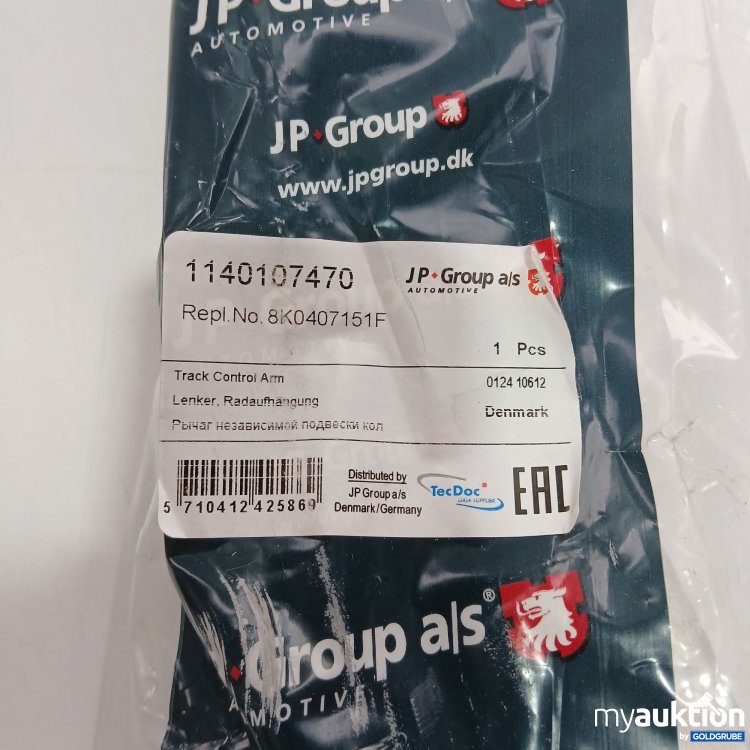 JP Group
AUTOMOTIVE
JP Group
www.jpgroup.dk
1140107470
JP Group a/s
AUTOMOTIVE
Repl.No. 8K0407151F
1 Pcs
Track Control Arm
0124 10612
Lenker, Radaufhängung
Denmark
Рычаг независимой подвески кол
Distributed by
JP Group a/s
Denmark/Germany
TecDoc
DATA SUPPLIER
EAC
5 710412 425869
Group a/s®
AUTOMOTIVE
myauktion
by GOLDGRUBE